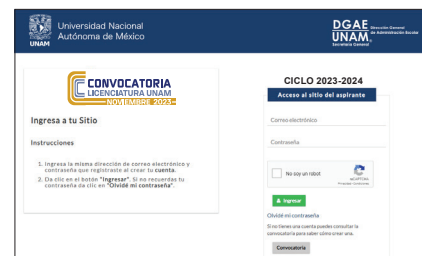 UNAM
Universidad Nacional
Autónoma de México
DGAE
UNAM
Dirección General
de Administración Escolar
Secretaría General
CONVOCATORIA
LICENCIATURA UNAM
NOVIEMBRE 2023
Ingresa a tu Sitio
Instrucciones
1. Ingresa la misma dirección de correo electrónico y
contraseña que registraste al crear tu cuenta.
2. Da clic en el botón "Ingresar". Si no recuerdas tu
contraseña da clic en "Olvidé mi contraseña".
CICLO 2023-2024
Acceso al sitio del aspirante
Correo electrónico
Contraseña
No soy un robot
reCAPTCHA
Privacidad - Condiciones
Ingresar
Olvidé mi contraseña
Si no tienes una cuenta puedes consultar la
convocatoria para saber cómo crear una.
Convocatoria